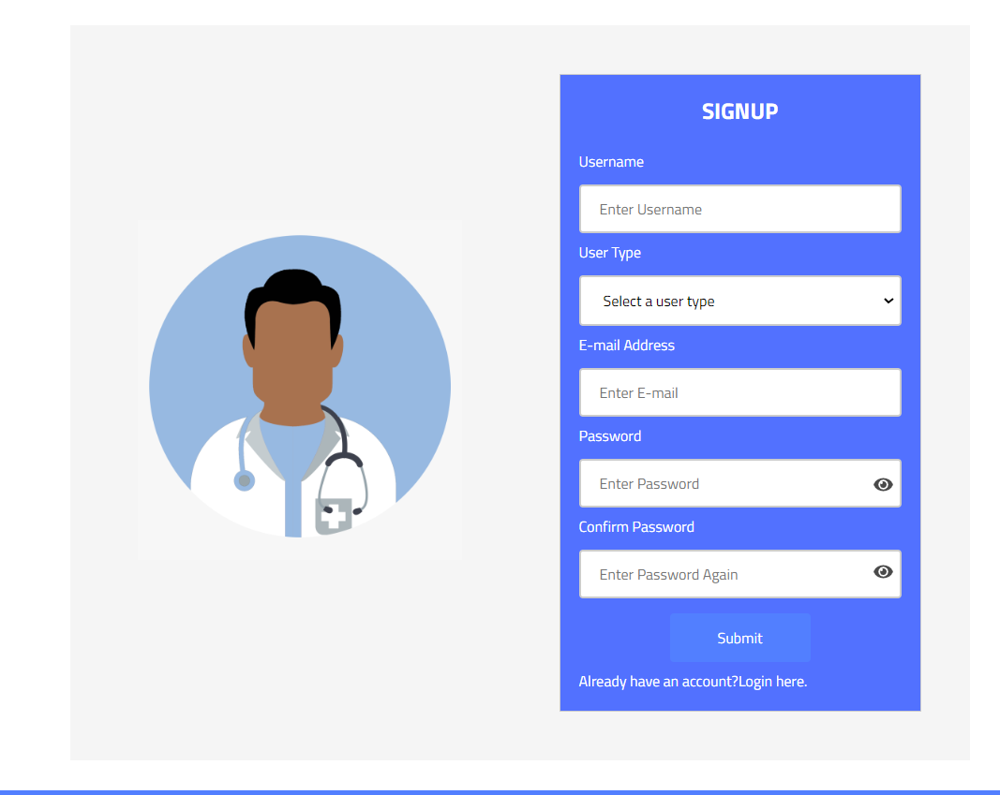 SIGNUP
Username
Enter Username
User Type
Select a user type
E-mail Address
Enter E-mail
Password
Enter Password
Confirm Password
Enter Password Again
Submit
Already have an account?Login here.